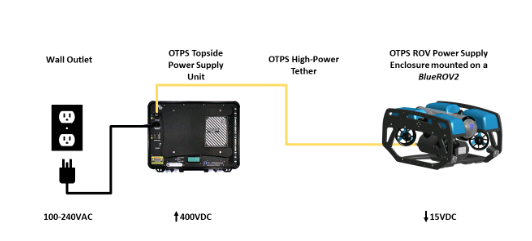 Wall Outlet
OTPS Topside
Power Supply
Unit
OTPS High-Power
Tether
OTPS ROV Power Supply
Enclosure mounted on a
BlueROV2
100-240VAC
↑400VDC
↓15VDC